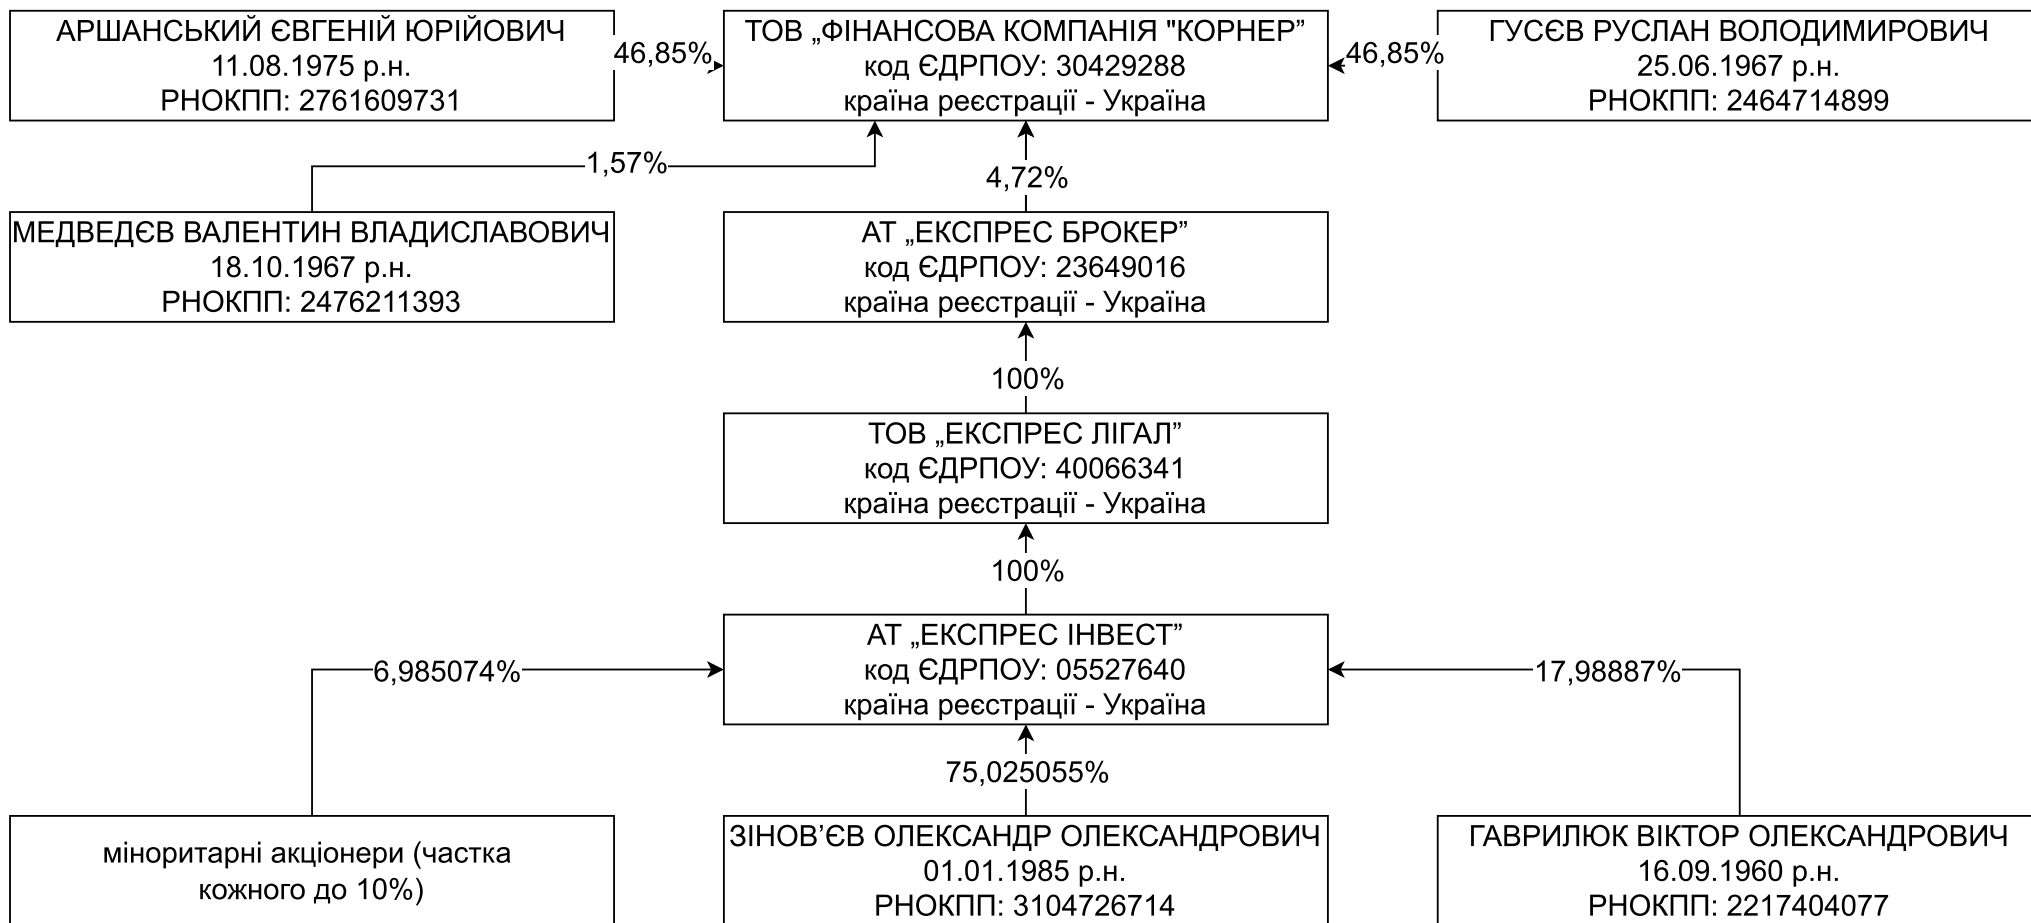 АРШАНСЬКИЙ ЄВГЕНІЙ ЮРІЙОВИЧ
11.08.1975 р.н.
РНОКПП: 2761609731
46,85%
ТОВ „ФІНАНСОВА КОМПАНІЯ "КОРНЕР”
код ЄДРПОУ: 30429288
країна реєстрації - Україна
46,85%
ГУСЄВ РУСЛАН ВОЛОДИМИРОВИЧ
25.06.1967 р.н.
РНОКПП: 2464714899
1,57%
4,72%
МЕДВЕДЄВ ВАЛЕНТИН ВЛАДИСЛАВОВИЧ
18.10.1967 р.н.
РНОКПП: 2476211393
АТ „ЕКСПРЕС БРОКЕР”
код ЄДРПОУ: 23649016
країна реєстрації - Україна
100%
ТОВ „ЕКСПРЕС ЛІГАЛ”
код ЄДРПОУ: 40066341
країна реєстрації - Україна
100%
АТ „ЕКСПРЕС ІНВЕСТ”
код ЄДРПОУ: 05527640
країна реєстрації - Україна
6,985074%
17,98887%
75,025055%
міноритарні акціонери (частка
кожного до 10%)
ЗІНОВ’ЄВ ОЛЕКСАНДР ОЛЕКСАНДРОВИЧ
01.01.1985 р.н.
РНОКПП: 3104726714
ГАВРИЛЮК ВІКТОР ОЛЕКСАНДРОВИЧ
16.09.1960 р.н.
РНОКПП: 2217404077